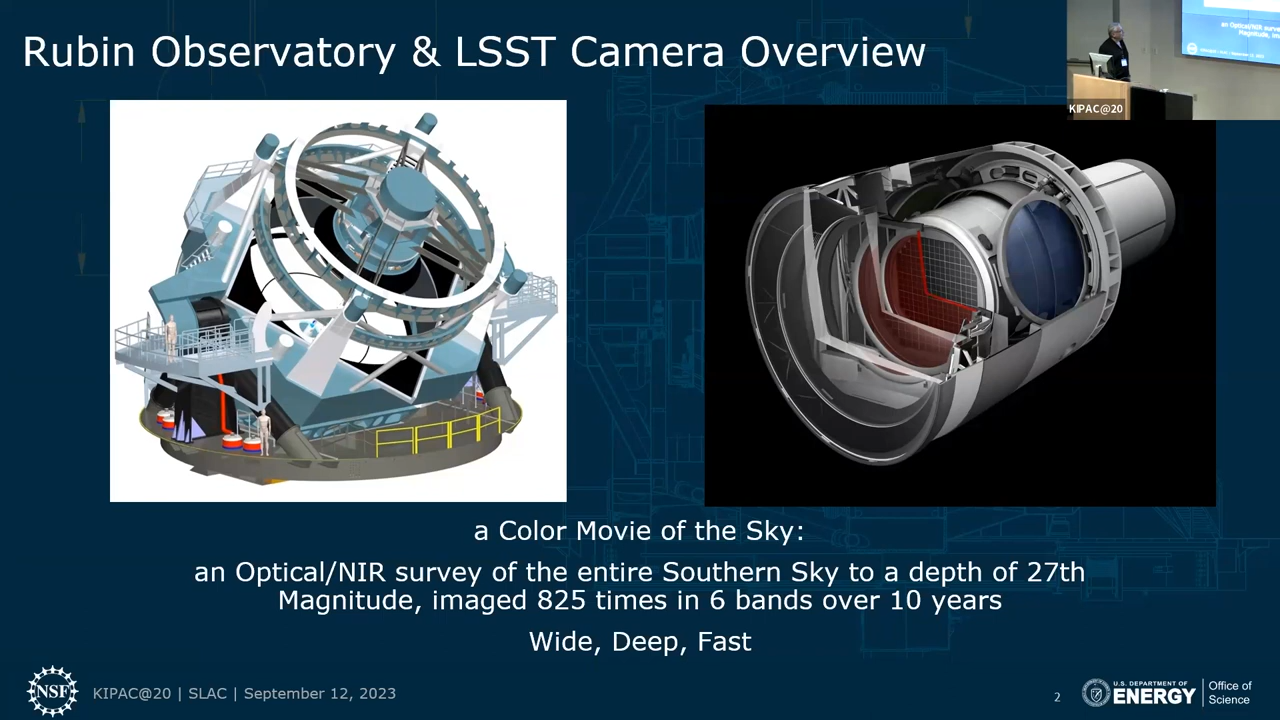 Rubin Observatory & LSST Camera Overview
KIPAC@20
a Color Movie of the Sky:
an Optical/NIR survey of the entire Southern Sky to a depth of 27th
Magnitude, imaged 825 times in 6 bands over 10 years
Wide, Deep, Fast
NSF
KIPAC@20 | SLAC | September 12, 2023
2
U.S. DEPARTMENT OF
ENERGY
Office of
Science